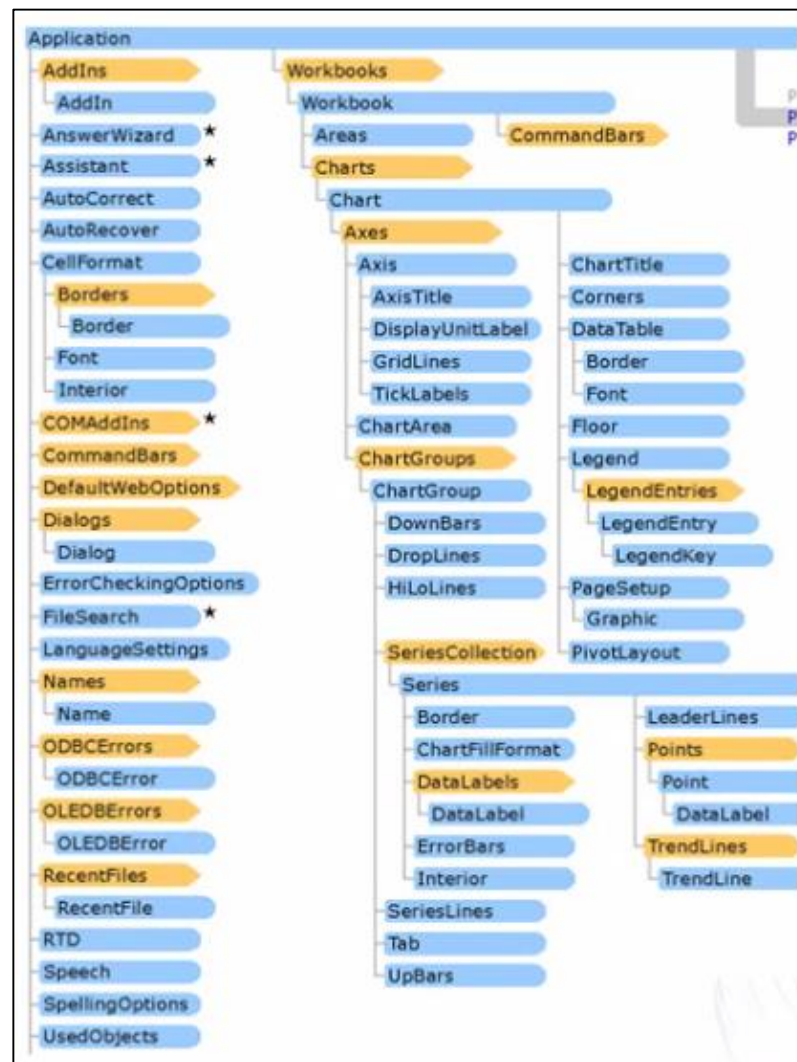 Application
AddIns
AddIn
AnswerWizard ★
Assistant ★
AutoCorrect
AutoRecover
CellFormat
Borders
Border
Font
Interior
COMAddIns ★
CommandBars
DefaultWebOptions
Dialogs
Dialog
ErrorCheckingOptions
FileSearch ★
LanguageSettings
Names
Name
ODBCErrors
ODBCError
OLEDBErrors
OLEDBError
RecentFiles
RecentFile
RTD
Speech
SpellingOptions
UsedObjects
Workbooks
Workbook
Areas
CommandBars
Charts
Chart
Axes
Axis
AxisTitle
DisplayUnitLabel
GridLines
TickLabels
ChartArea
ChartGroups
ChartGroup
DownBars
DropLines
HiLoLines
SeriesCollection
Series
Border
ChartFillFormat
DataLabels
DataLabel
ErrorBars
Interior
SeriesLines
Tab
UpBars
ChartTitle
Corners
DataTable
Border
Font
Floor
Legend
LegendEntries
LegendEntry
LegendKey
PageSetup
Graphic
PivotLayout
LeaderLines
Points
Point
DataLabel
TrendLines
TrendLine
P
P
P